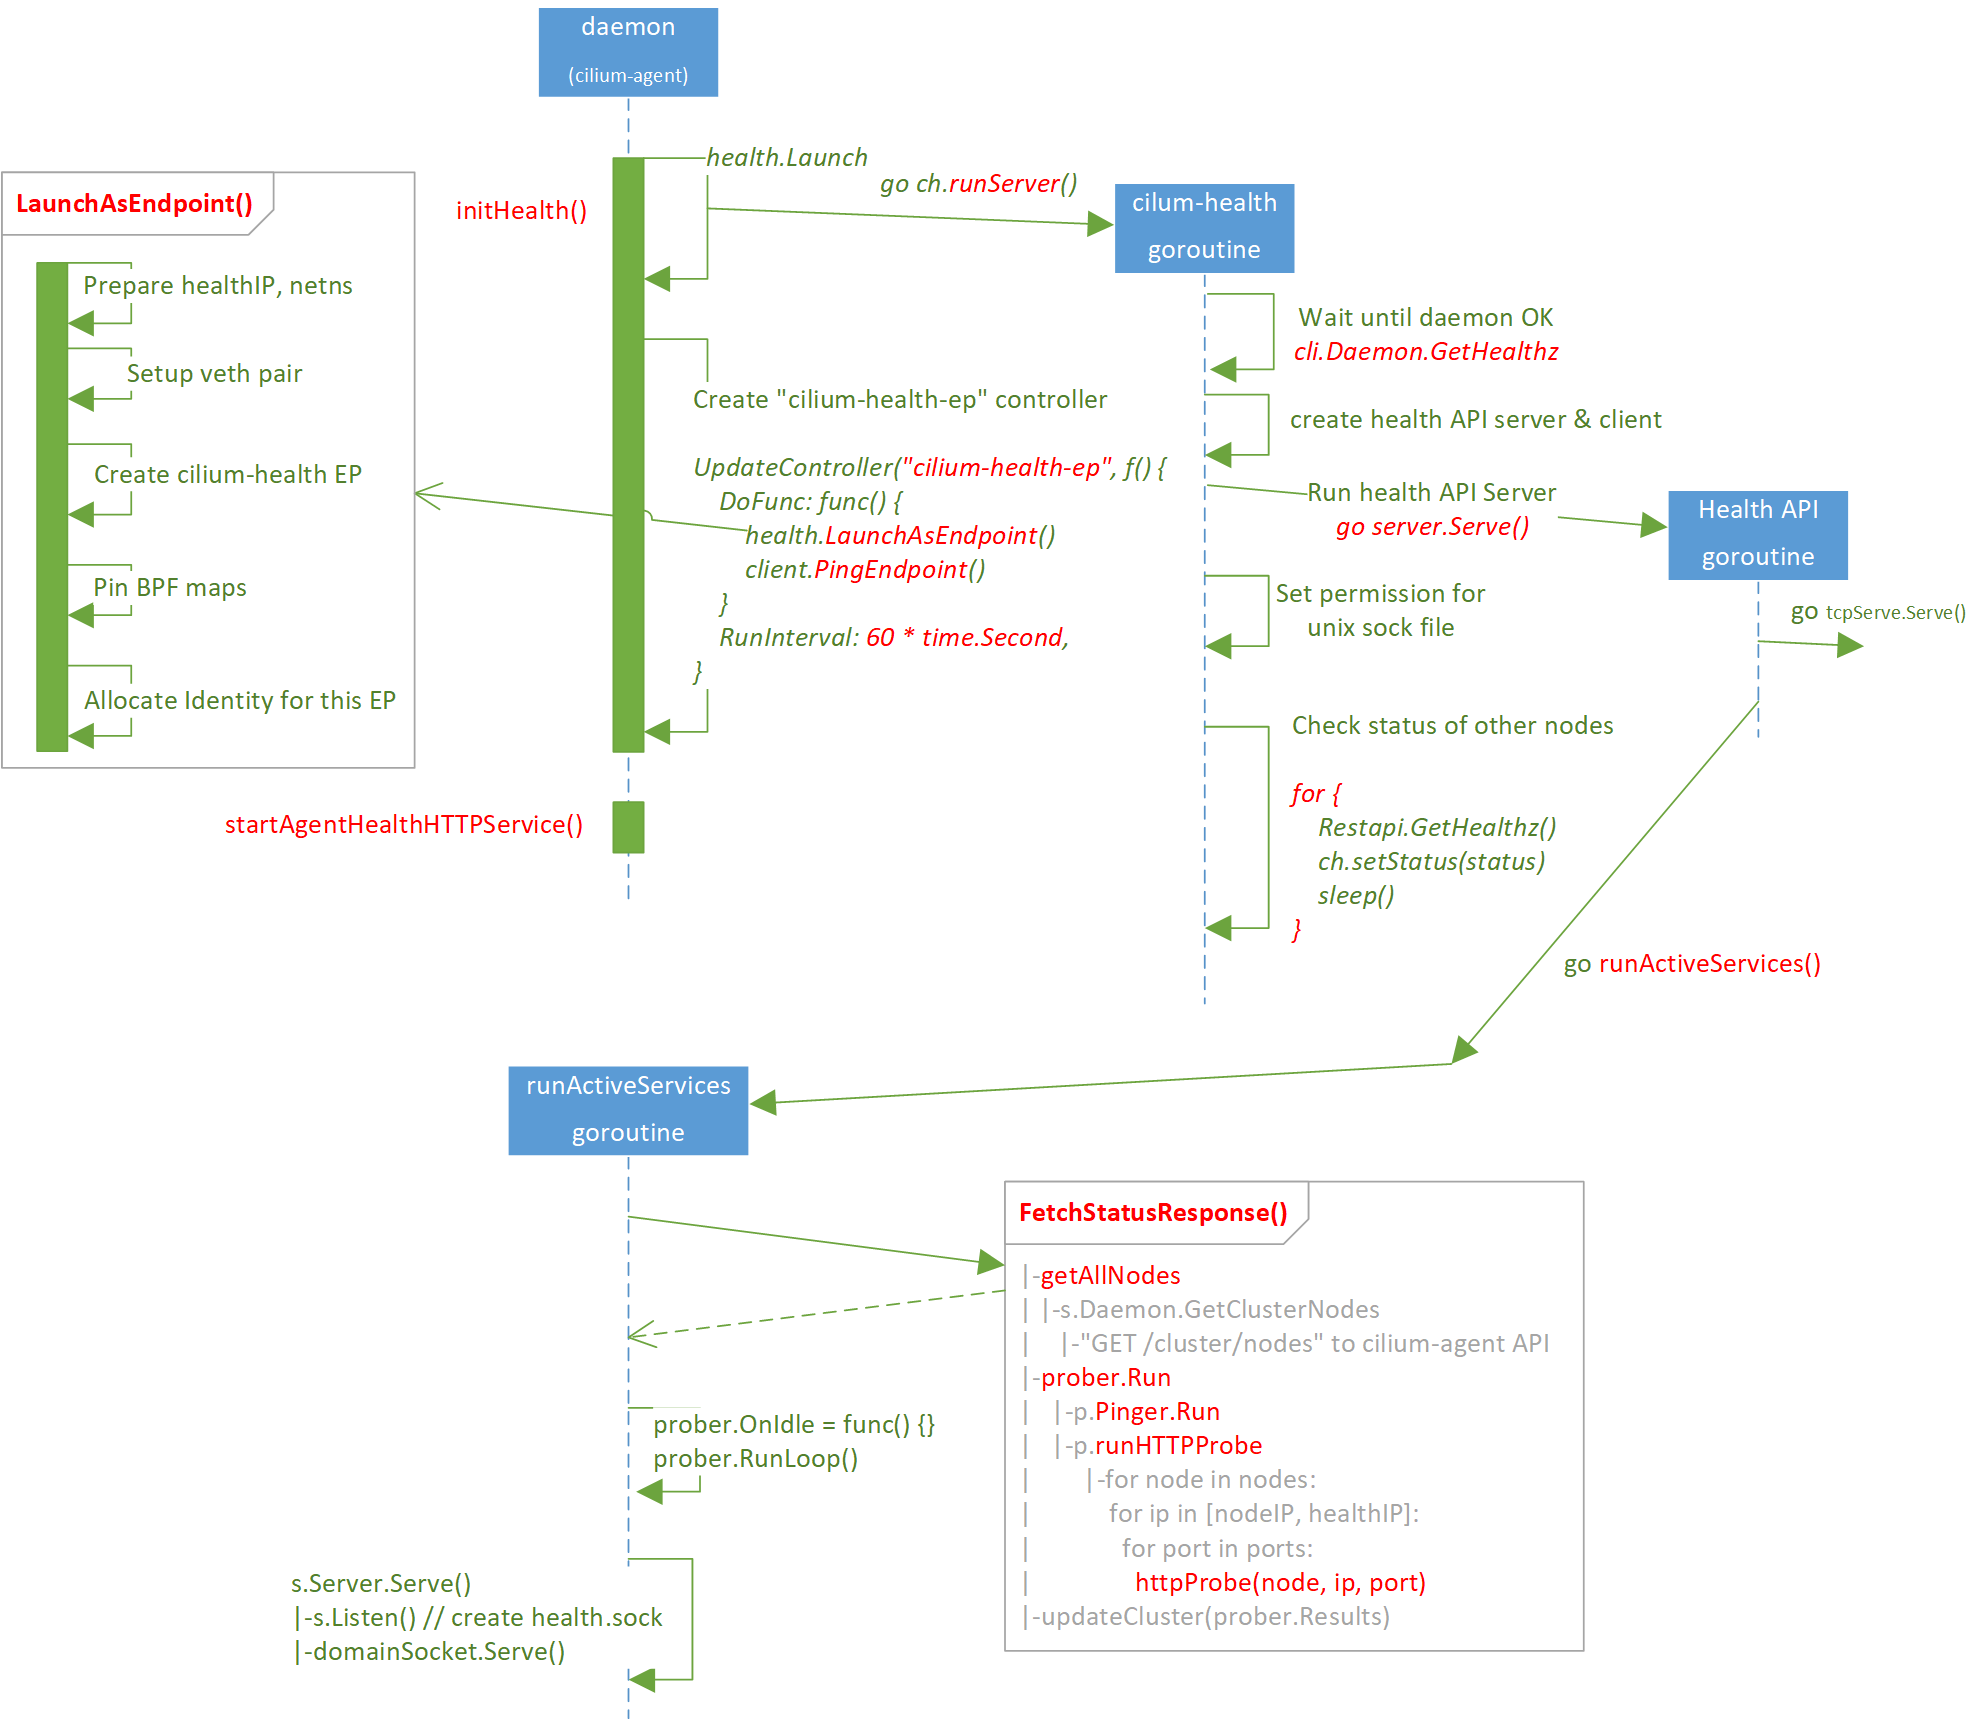 daemon
(cilium-agent)
health.Launch
go ch.runServer()
initHealth()
cilum-health
goroutine
LaunchAsEndpoint()
Prepare healthIP, netns
Setup veth pair
Create cilium-health EP
Pin BPF maps
Allocate Identity for this EP
Create "cilium-health-ep" controller
UpdateController("cilium-health-ep", f() {
DoFunc: func() {
health.LaunchAsEndpoint()
client.PingEndpoint()
}
RunInterval: 60 * time.Second,
}
startAgentHealthHTTPService()
Wait until daemon OK
cli.Daemon.GetHealthz
create health API server & client
Run health API Server
go server.Serve()
Set permission for
unix sock file
Check status of other nodes
for {
Restapi.GetHealthz()
ch.setStatus(status)
sleep()
}
Health API
goroutine
go tcpServe.Serve()
go runActiveServices()
runActiveServices
goroutine
prober.OnIdle = func() {}
prober.RunLoop()
s.Server.Serve()
|-s.Listen() // create health.sock
|-domainSocket.Serve()
FetchStatusResponse()
|-getAllNodes
| |-s.Daemon.GetClusterNodes
| |-"GET /cluster/nodes" to cilium-agent API
|-prober.Run
| |-p.Pinger.Run
| |-p.runHTTPProbe
| |-for node in nodes:
| for ip in [nodeIP, healthIP]:
| for port in ports:
| httpProbe(node, ip, port)
|-updateCluster(prober.Results)